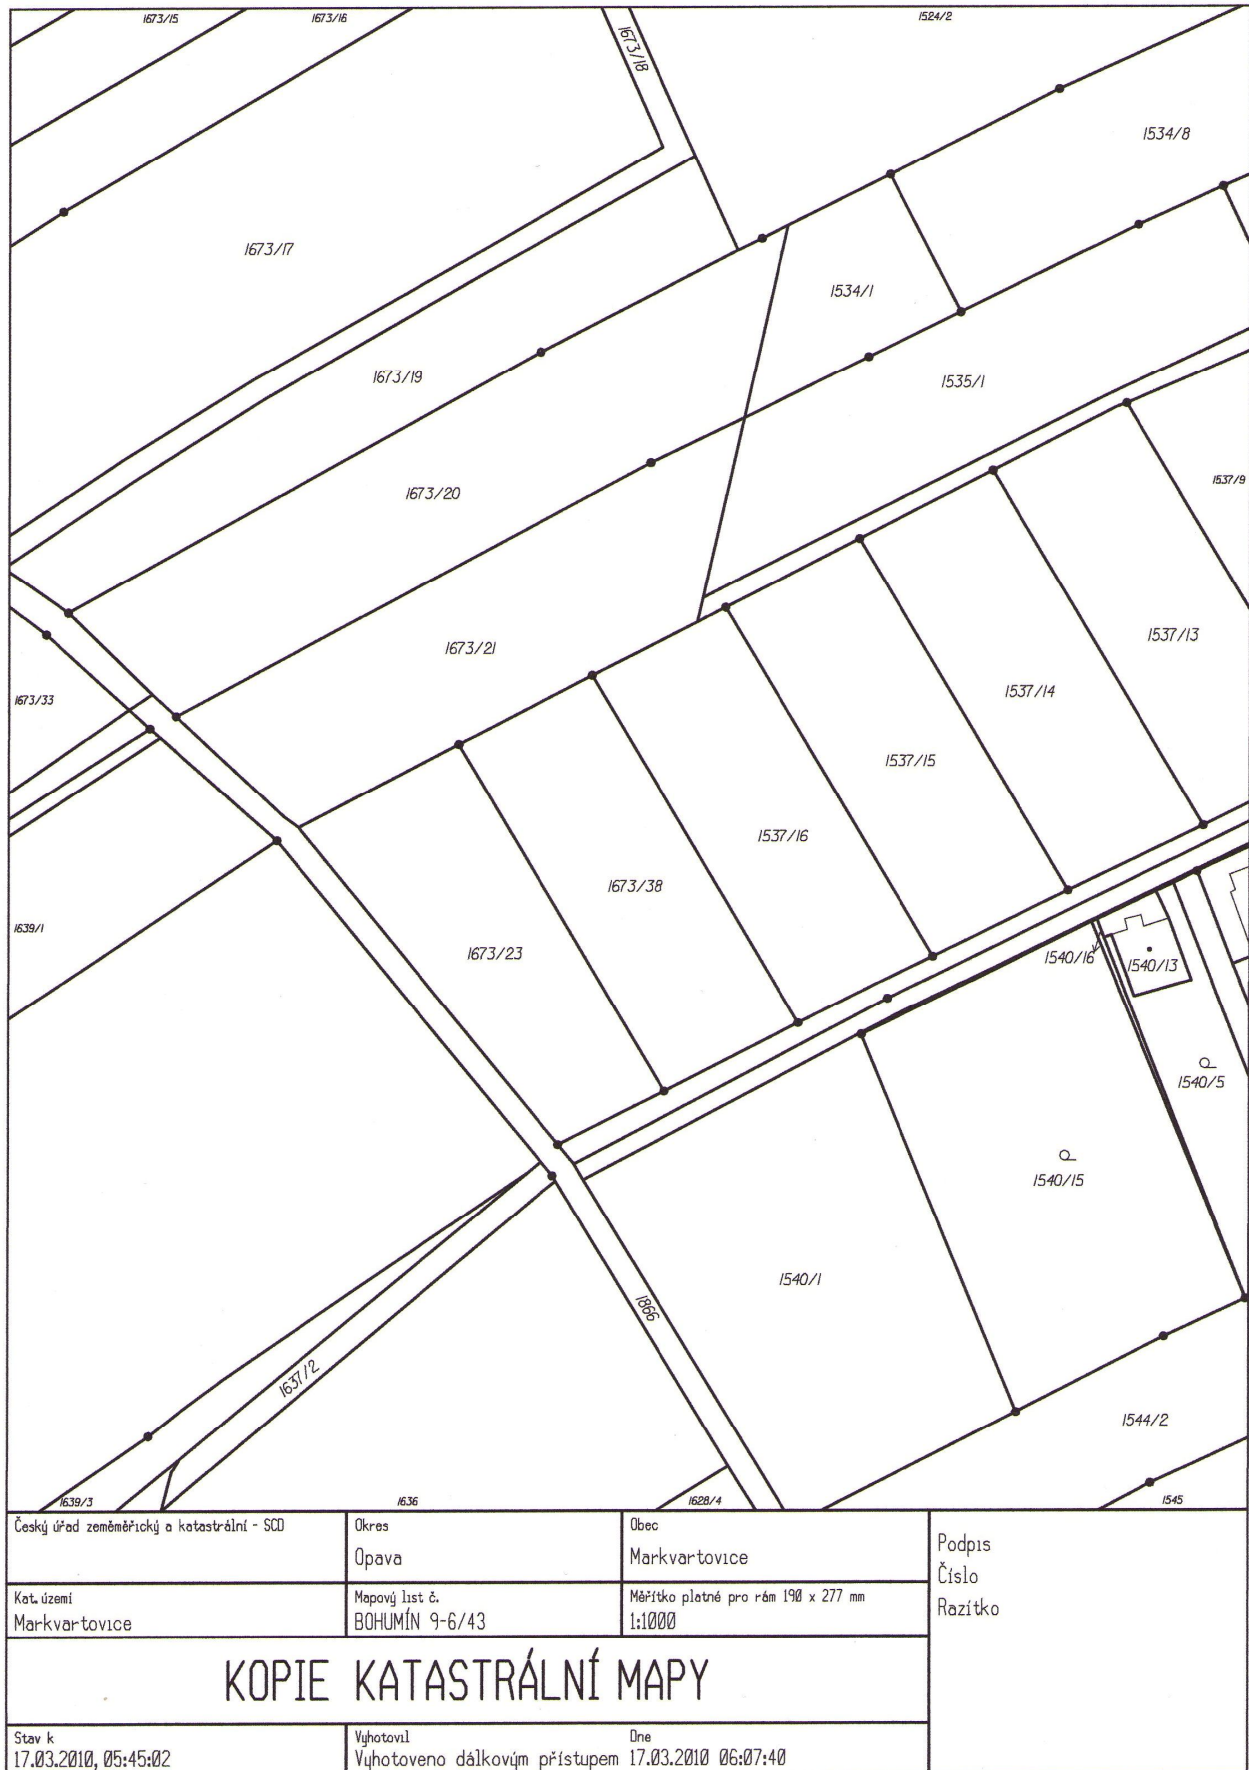 1673/15
1673/16
1524/2
1673/18
1534/8
1673/17
1534/1
1673/19
1535/1
1537/9
1673/20
1537/13
1673/21
1537/14
1673/33
1537/15
1537/16
1673/38
1639/1
1673/23
1540/16
1540/13
1540/5
1540/15
1540/1
1866
1637/2
1544/2
1639/3
1636
1628/4
1545
Český úřad zeměměřický a katastrální - SCD
Okres
Opava
Obec
Markvartovice
Podpis
Číslo
Razítko
Kat. území
Markvartovice
Mapový list č.
BOHUMÍN 9-6/43
Měřítko platné pro rám 190 x 277 mm
1:1000
KOPIE KATASTRÁLNÍ MAPY
Stav k
17.03.2010, 05:45:02
Vyhotovil
Vyhotoveno dálkovým přístupem
Dne
17.03.2010 06:07:40